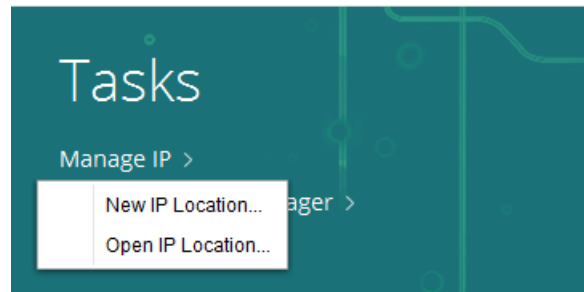 Tasks
Manage IP >
ager >
New IP Location...
Open IP Location...